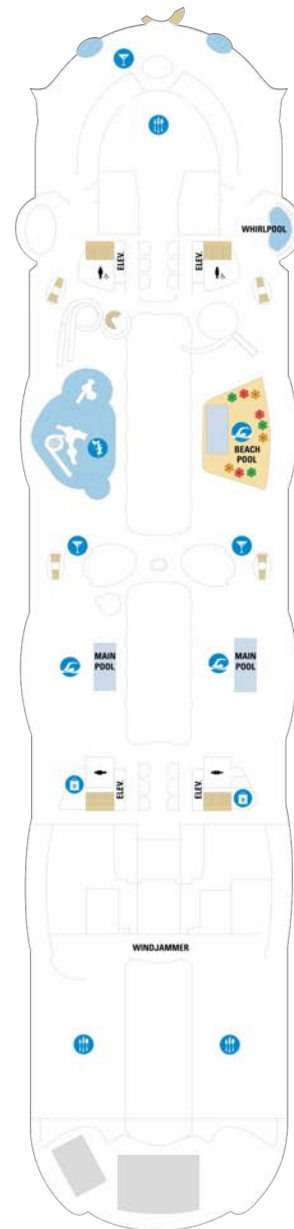 WHIRLPOOL
ELEV.
ELEV.
BEACH
POOL
MAIN
POOL
MAIN
POOL
ELEV.
ELEV.
WINDJAMMER